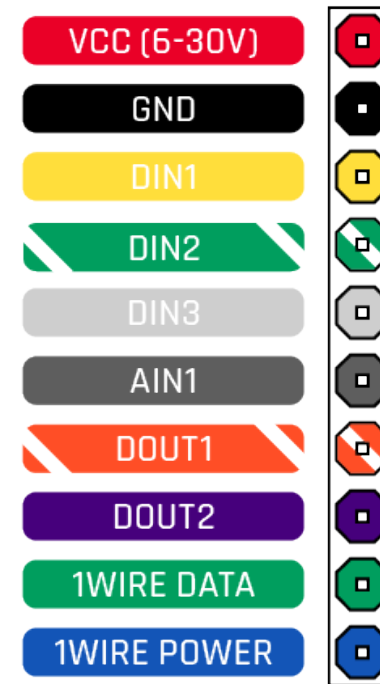 VCC (6-30V)
GND
DIN1
DIN2
DIN3
AIN1
DOUT1
DOUT2
1WIRE DATA
1WIRE POWER